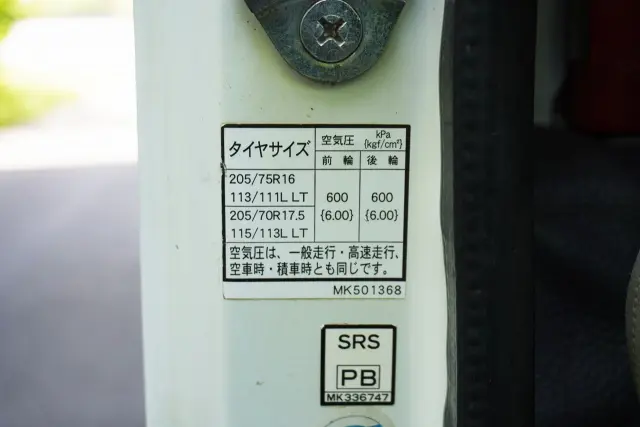 タイヤサイズ 空気圧 kPa {kgf/cm²}
前輪 後輪
205/75R16
113/111L LT 600 600
205/70R17.5 {6.00} {6.00}
115/113L LT
空気圧は、一般走行・高速走行、
空車時・積車時とも同じです。
MK501368
SRS
PB
MK336747